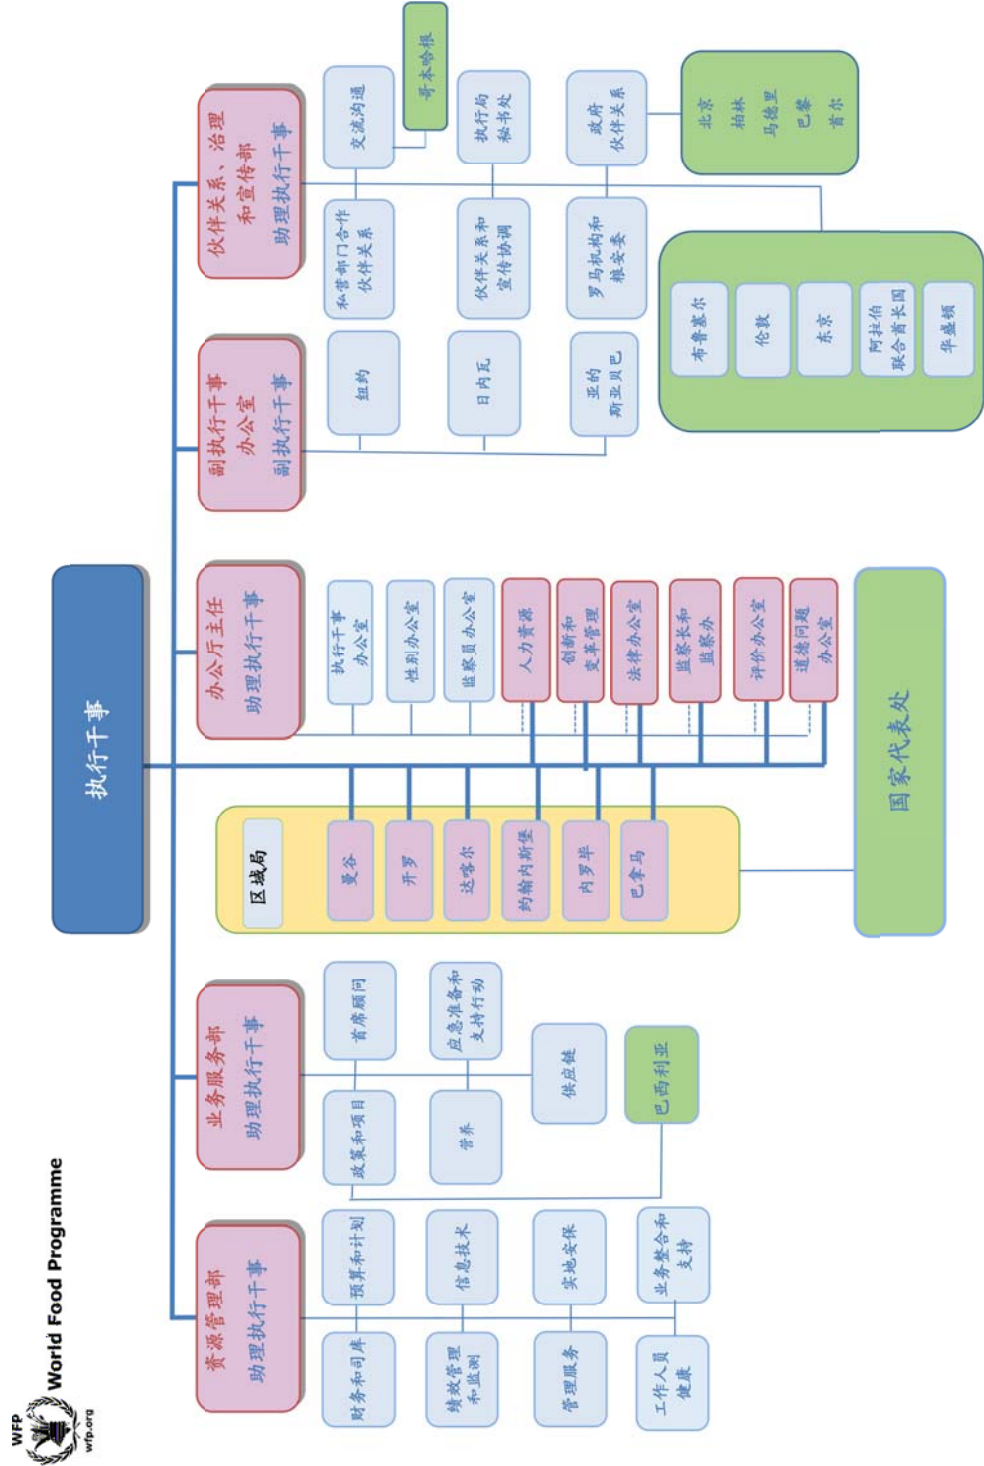 WFP
wfp.org
World Food Programme
执行干事
资源管理部
助理执行干事
业务服务部
助理执行干事
办公厅主任
助理执行干事
副执行干事
办公室
副执行干事
伙伴关系、治理
和宣传部
助理执行干事
财务和司库
预算和计划
绩效管理
和监测
信息技术
管理服务
实地安保
工作人员
健康
业务整合和
支持
政策和项目
首席顾问
营养
应急准备和
支持行动
供应链
巴西利亚
区域局
曼谷
开罗
达喀尔
约翰内斯堡
内罗毕
巴拿马
执行干事
办公室
性别办公室
监察员办公室
人力资源
创新和
变革管理
法律办公室
监察长和
监察办
评价办公室
道德问题
办公室
国家代表处
纽约
日内瓦
亚的
斯亚贝巴
私营部门合作
伙伴关系
交流沟通
哥本哈根
伙伴关系和
宣传协调
执行局
秘书处
罗马机构和
粮安委
政府
伙伴关系
北京
柏林
马德里
巴黎
首尔
布鲁塞尔
伦敦
东京
阿拉伯
联合酋长国
华盛顿